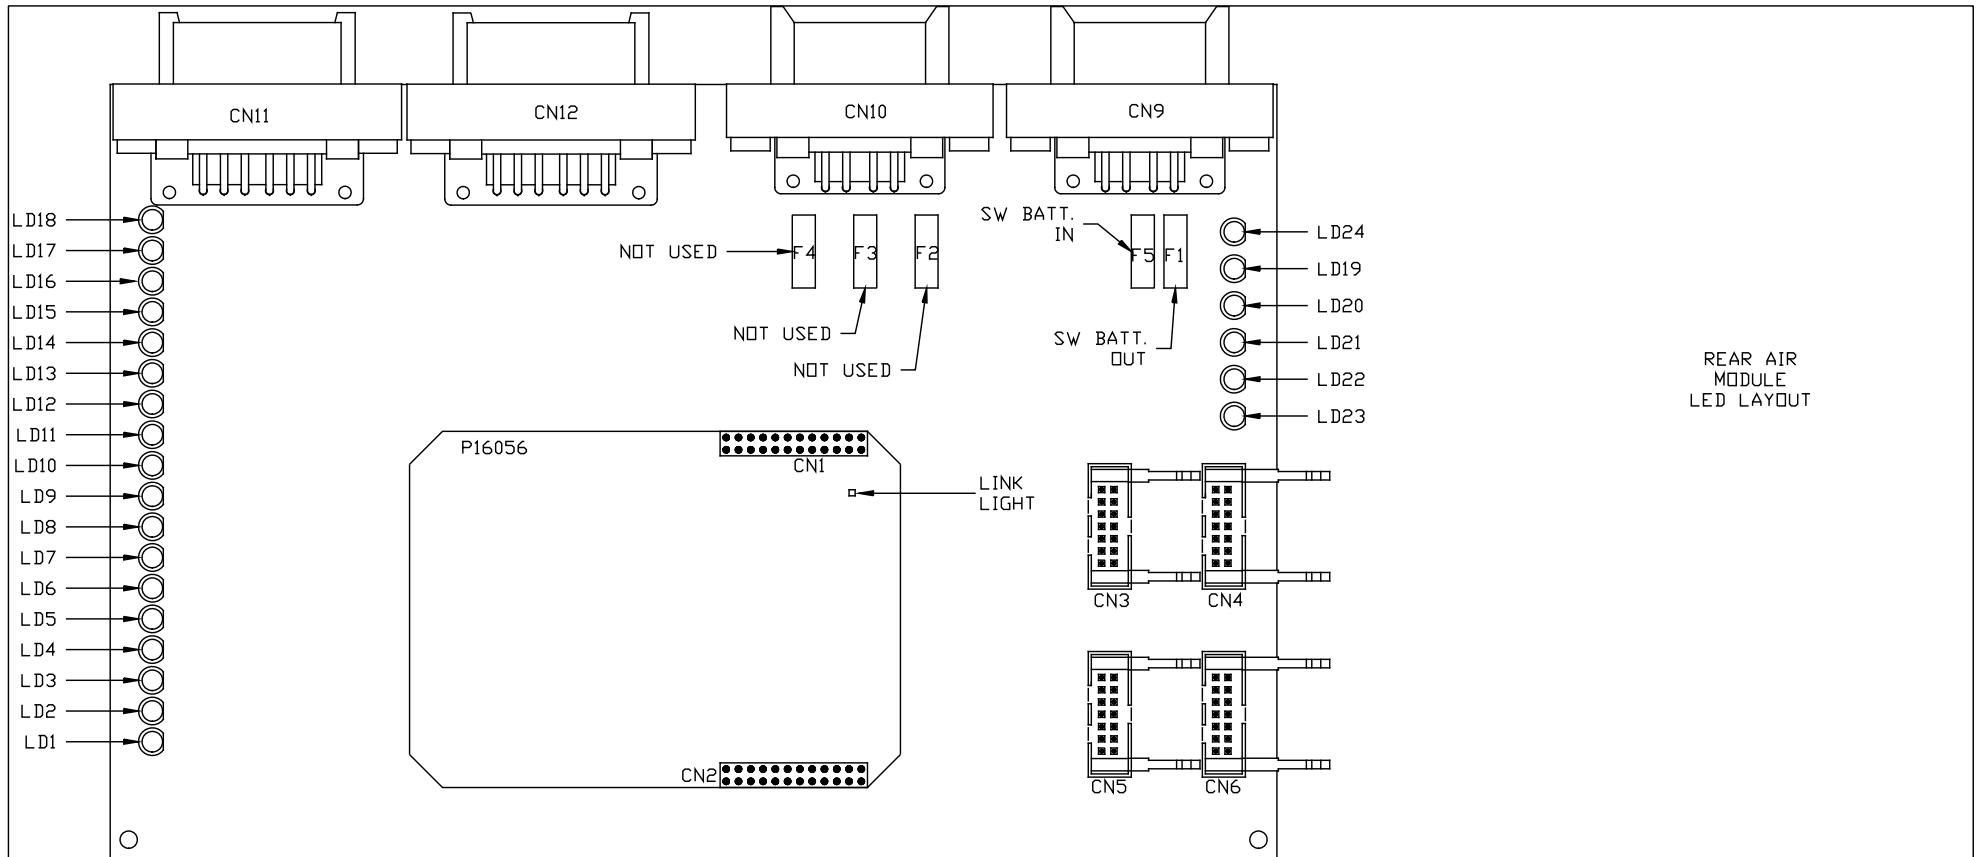 CN11
CN12
CN10
CN9
LD18
LD17
LD16
LD15
LD14
LD13
LD12
LD11
LD10
LD9
LD8
LD7
LD6
LD5
LD4
LD3
LD2
LD1
NOT USED
F4
F3
F2
NOT USED
NOT USED
SW BATT.
IN
F5
F1
SW BATT.
OUT
LD24
LD19
LD20
LD21
LD22
LD23
REAR AIR
MODULE
LED LAYOUT
P16056
CN1
LINK
LIGHT
CN2
CN3
CN4
CN5
CN6